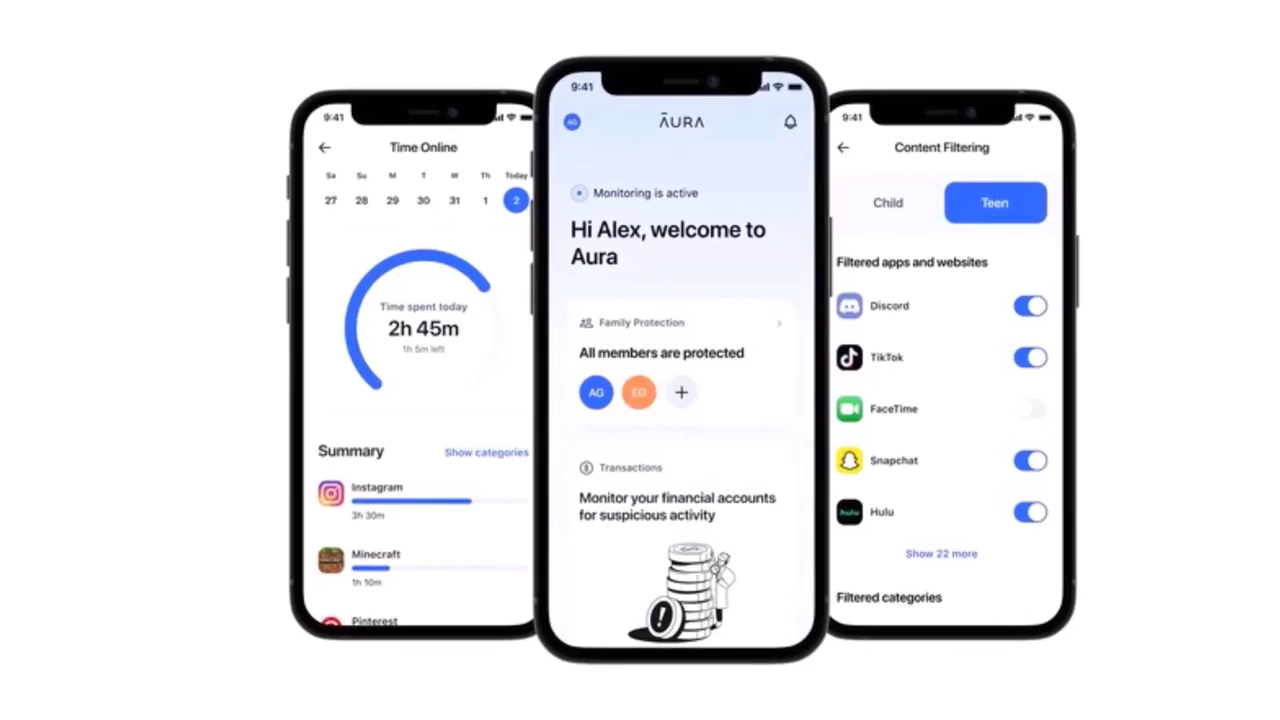 9:41
Time Online
Sa Su M T W Th Today
27 28 29 30 31 1 2
Time spent today
2h 45m
1h 5m left
Summary
Show categories
Instagram
3h 30m
Minecraft
1h 10m
Pinterest
9:41
AG
ĀURA
Monitoring is active
Hi Alex, welcome to
Aura
Family Protection
All members are protected
AG EG +
Transactions
Monitor your financial accounts
for suspicious activity
!
9:41
Content Filtering
Child Teen
Filtered apps and websites
Discord
TikTok
FaceTime
Snapchat
hulu Hulu
Show 22 more
Filtered categories